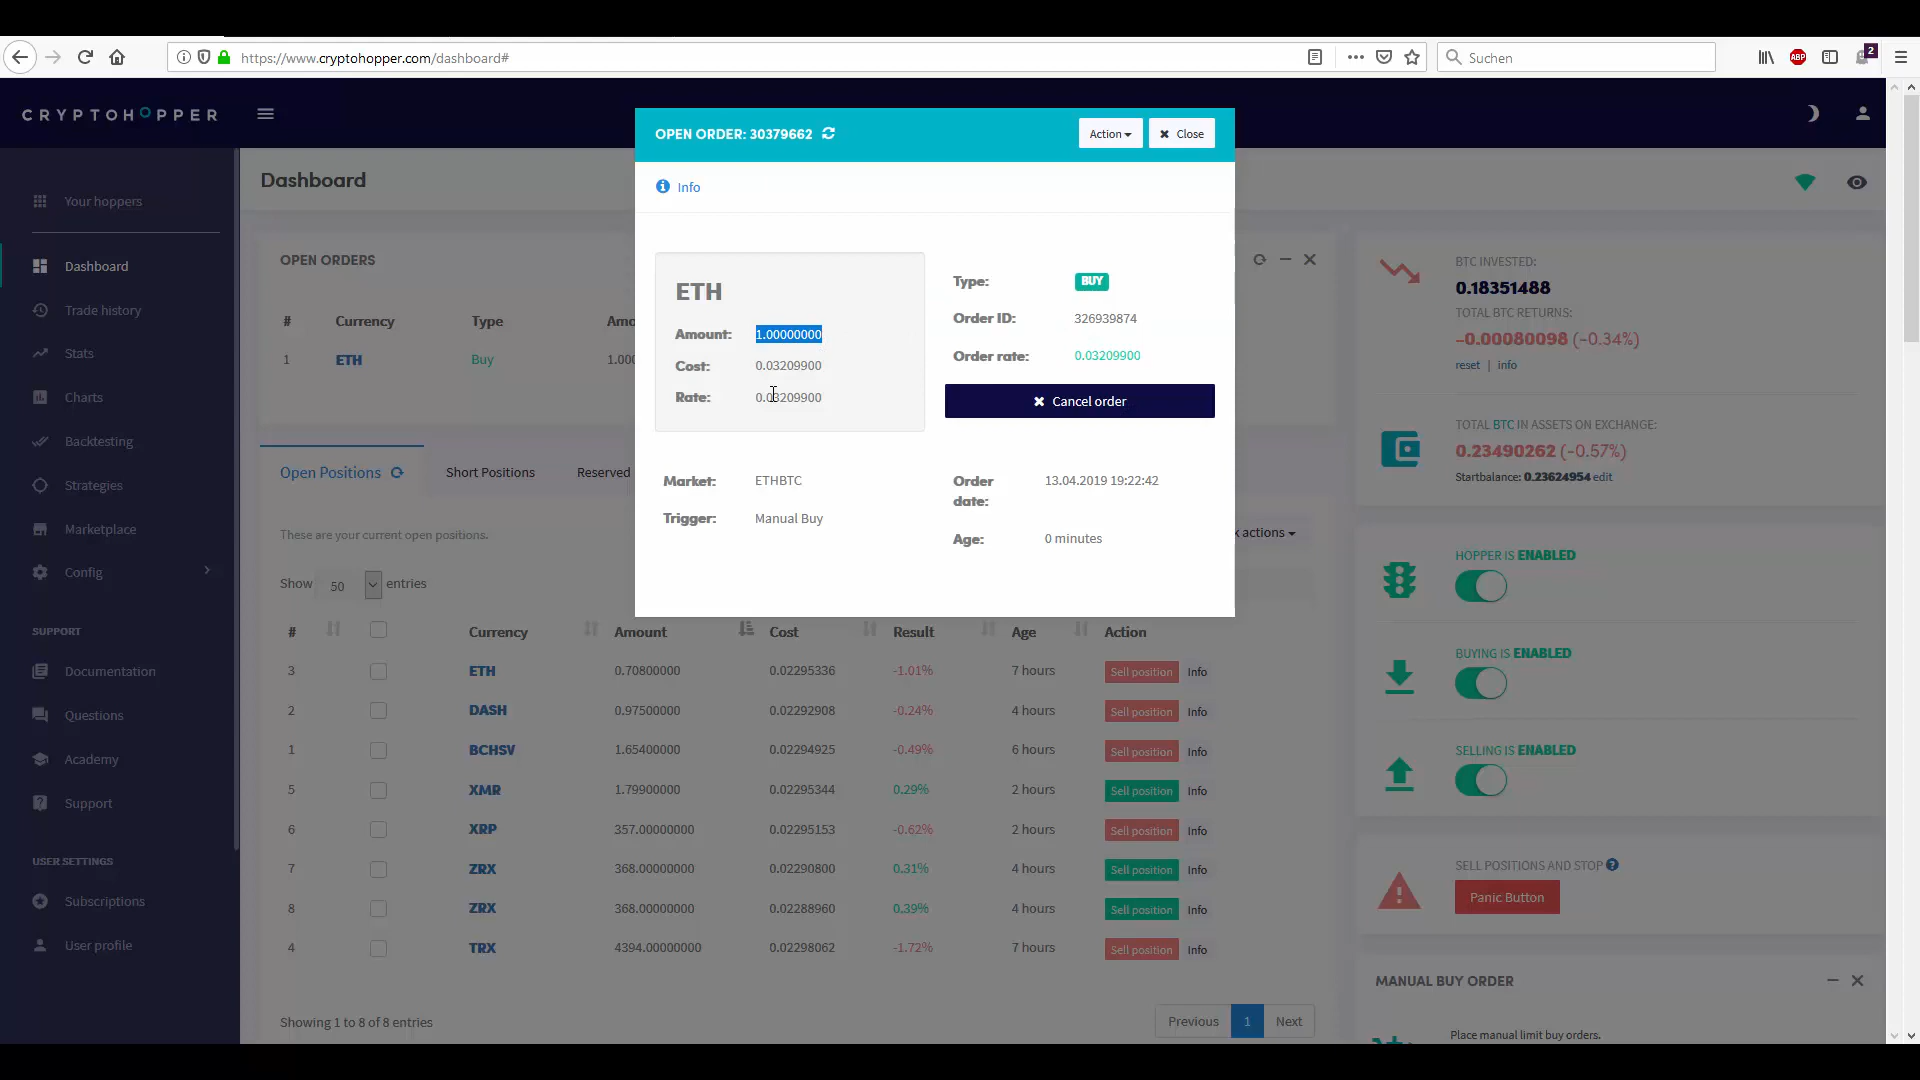 https://www.cryptohopper.com/dashboard#
Suchen
ABP
2
CRYPTOHOPPER
OPEN ORDER: 30379662
Action
Close
Info
Your hoppers
Dashboard
Trade history
Stats
Charts
Backtesting
Strategies
Marketplace
Config
SUPPORT
Documentation
Questions
Academy
Support
USER SETTINGS
Subscriptions
User profile
Dashboard
OPEN ORDERS
# Currency Type Amo
1 ETH Buy 1.000
ETH
Amount: 1.00000000
Cost: 0.03209900
Rate: 0.03209900
Type: BUY
Order ID: 326939874
Order rate: 0.03209900
Cancel order
Market: ETHBTC
Trigger: Manual Buy
Order date: 13.04.2019 19:22:42
Age: 0 minutes
Open Positions
Short Positions
Reserved
These are your current open positions.
k actions
Show 50 entries
# Currency Amount Cost Result Age Action
3 ETH 0.70800000 0.02295336 -1.01% 7 hours Sell position Info
2 DASH 0.97500000 0.02292908 -0.24% 4 hours Sell position Info
1 BCHSV 1.65400000 0.02294925 -0.49% 6 hours Sell position Info
5 XMR 1.79900000 0.02295344 0.29% 2 hours Sell position Info
6 XRP 357.00000000 0.02295153 -0.62% 2 hours Sell position Info
7 ZRX 368.00000000 0.02290800 0.31% 4 hours Sell position Info
8 ZRX 368.00000000 0.02288960 0.39% 4 hours Sell position Info
4 TRX 4394.00000000 0.02298062 -1.72% 7 hours Sell position Info
Showing 1 to 8 of 8 entries
Previous 1 Next
BTC INVESTED:
0.18351488
TOTAL BTC RETURNS:
-0.00080098 (-0.34%)
reset | info
TOTAL BTC IN ASSETS ON EXCHANGE:
0.23490262 (-0.57%)
Startbalance: 0.23624954 edit
HOPPER IS ENABLED
BUYING IS ENABLED
SELLING IS ENABLED
SELL POSITIONS AND STOP
Panic Button
MANUAL BUY ORDER
Place manual limit buy orders.